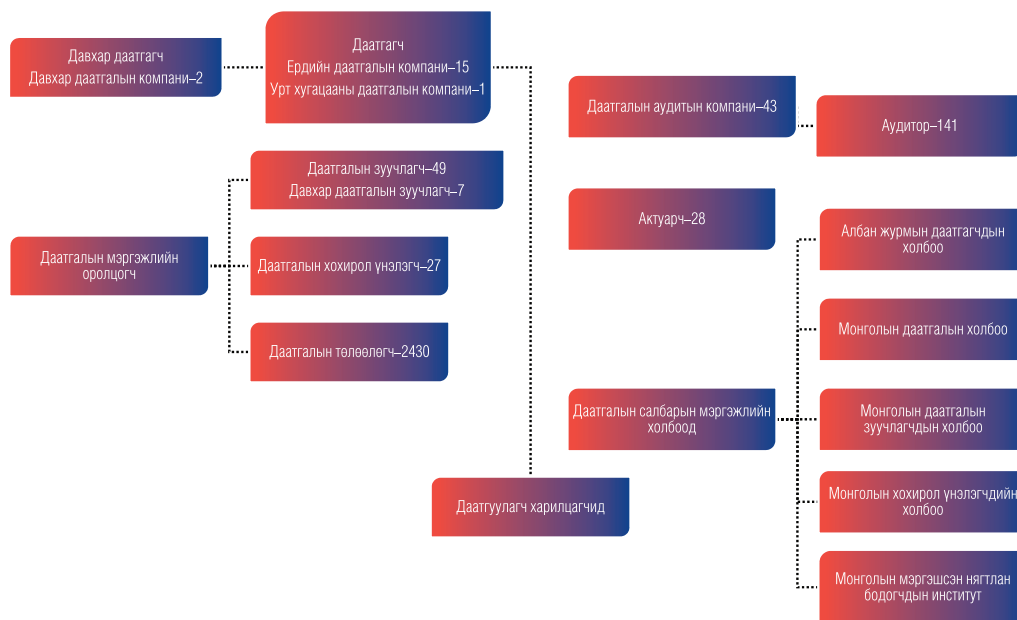 Давхар даатгагч
Давхар даатгалын компани–2
Даатгагч
Ердийн даатгалын компани–15
Урт хугацааны даатгалын компани–1
Даатгалын зуучлагч–49
Давхар даатгалын зуучлагч–7
Даатгалын мэргэжлийн
оролцогч
Даатгалын хохирол үнэлэгч–27
Даатгалын төлөөлөгч–2430
Даатгуулагч харилцагчид
Даатгалын аудитын компани–43
Аудитор–141
Актуарч–28
Даатгалын салбарын мэргэжлийн
холбоод
Албан журмын даатгагчдын
холбоо
Монголын даатгалын холбоо
Монголын даатгалын
зуучлагчдын холбоо
Монголын хохирол үнэлэгчдийн
холбоо
Монголын мэргэшсэн нягтлан
бодогчдын институт